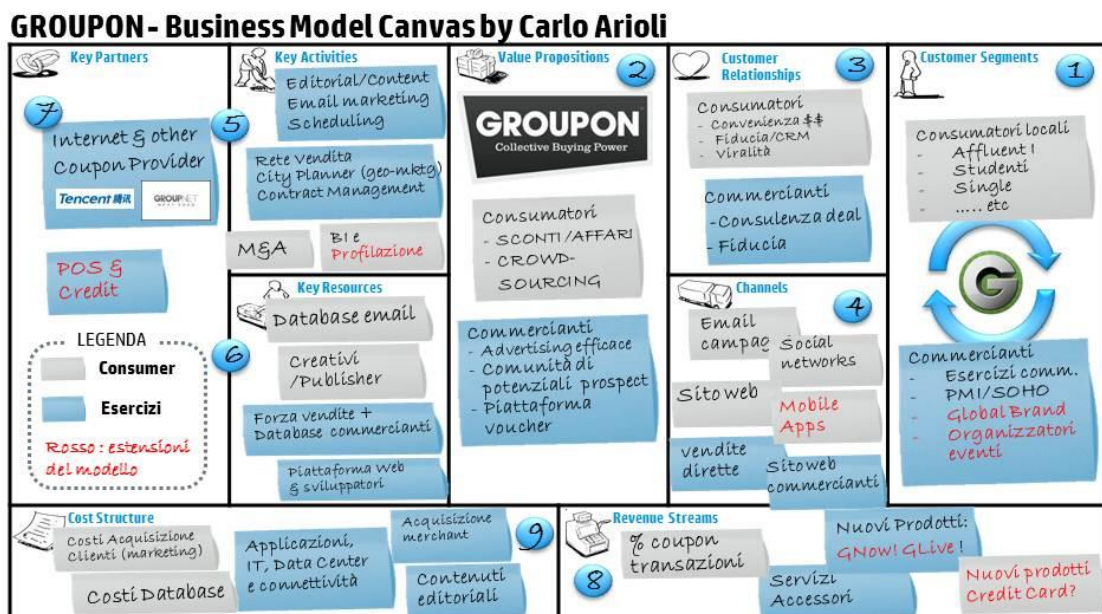 GROUPON - Business Model Canvas by Carlo Arioli
Key Partners
7
Internet & other
Coupon Provider
Tencent 腾讯
GROUPNET
POS &
Credit
LEGENDA
Consumer
Esercizi
Rosso : estensioni
del modello
Key Activities
5
Editorial/Content
Email marketing
Scheduling
Rete Vendita
City Planner (geo-mktg)
Contract Management
M&A
BI e
Profilazione
Key Resources
6
Database email
Creativi
/Publisher
Forza vendite +
Database commercianti
Piattaforma Web
& sviluppatori
Value Propositions
2
GROUPON
Collective Buying Power
Consumatori
- SCONTI/AFFARI
- CROWD-
SOURCING
Commercianti
- Advertising efficace
- Comunità di
potenziali prospect
- Piattaforma
voucher
Customer
Relationships
3
Consumatori
- Convenienza $$
- Fiducia/CRM
- Viralità
Commercianti
- Consulenza deal
- Fiducia
Channels
4
Email
campag
Social
networks
Sito web
Mobile
Apps
vendite
dirette
Sito web
commercianti
Customer Segments
1
Consumatori locali
- Affluent !
- Studenti
- Single
- ..... etc
G
Commercianti
- Esercizi comm.
- PMI/SOHO
- Global Brand
- Organizzatori
eventi
Cost Structure
9
Costi Acquisizione
Clienti (marketing)
Costi Database
Applicazioni,
IT, Data Center
e connettività
Acquisizione
merchant
Contenuti
editoriali
Revenue Streams
8
% coupon
transazioni
Servizi
Accessori
Nuovi Prodotti:
GNow! GLive !
Nuovi prodotti
Credit Card?